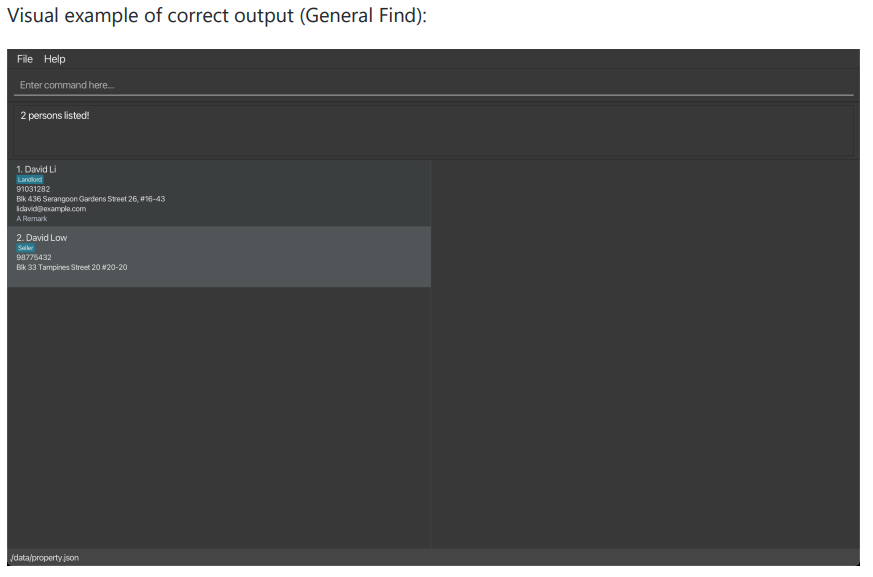 Visual example of correct output (General Find):
File Help
Enter command here...
2 persons listed!
1. David Li
Landlord
91031282
Blk 436 Serangoon Gardens Street 26, #16-43
lidavid@example.com
A Remark
2. David Low
Seller
98775432
Blk 33 Tampines Street 20 #20-20
./data/property.json